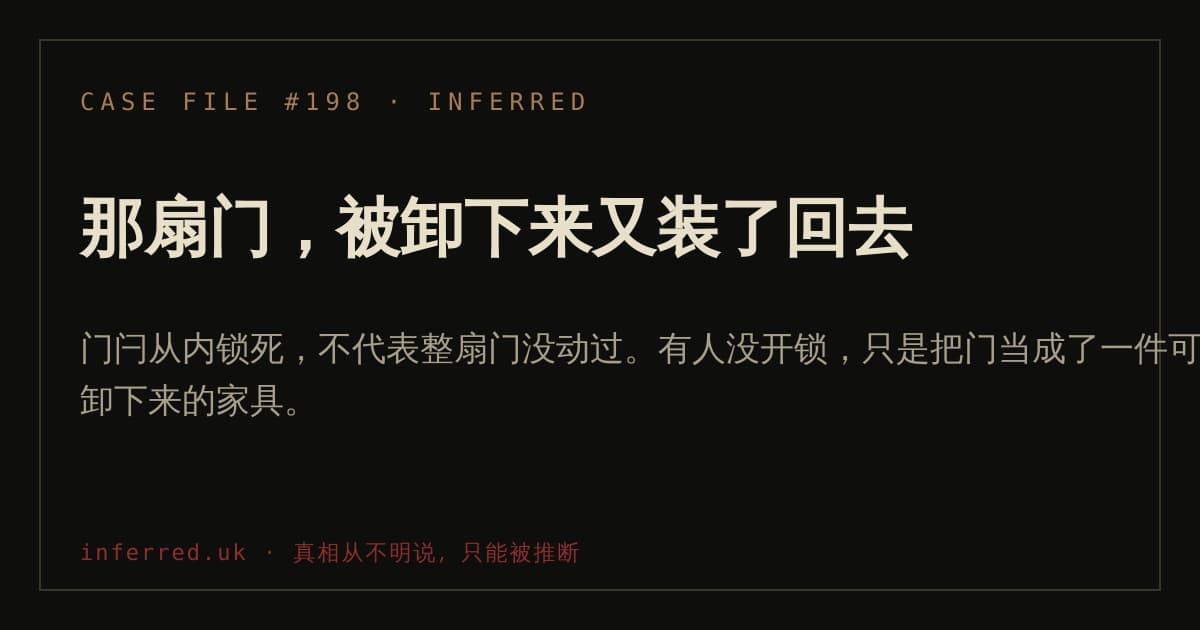 CASE FILE #198 · INFERRED
那扇门，被卸下来又装了回去
门闩从内锁死，不代表整扇门没动过。有人没开锁，只是把门当成了一件可
卸下来的家具。
inferred.uk · 真相从不明说，只能被推断